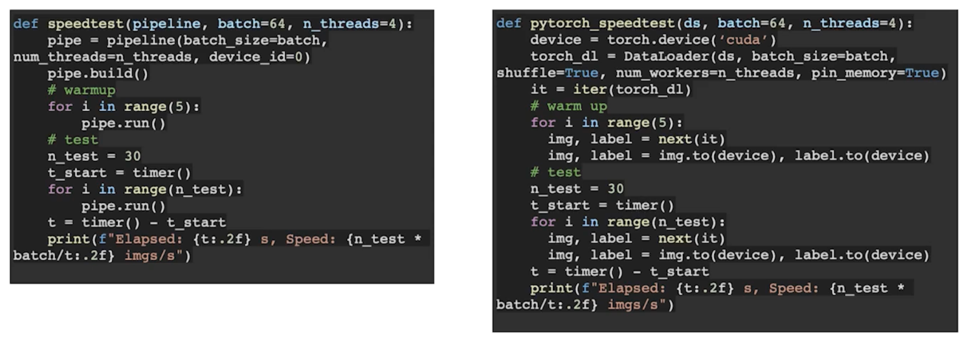 def speedtest(pipeline, batch=64, n_threads=4):
    pipe = pipeline(batch_size=batch,
num_threads=n_threads, device_id=0)
    pipe.build()
    # warmup
    for i in range(5):
        pipe.run()
    # test
    n_test = 30
    t_start = timer()
    for i in range(n_test):
        pipe.run()
    t = timer() - t_start
    print(f"Elapsed: {t:.2f} s, Speed: {n_test *
batch/t:.2f} imgs/s")
def pytorch_speedtest(ds, batch=64, n_threads=4):
    device = torch.device(‘cuda’)
    torch_dl = DataLoader(ds, batch_size=batch,
shuffle=True, num_workers=n_threads, pin_memory=True)
    it = iter(torch_dl)
    # warm up
    for i in range(5):
      img, label = next(it)
      img, label = img.to(device), label.to(device)
    # test
    n_test = 30
    t_start = timer()
    for i in range(n_test):
      img, label = next(it)
      img, label = img.to(device), label.to(device)
    t = timer() - t_start
    print(f"Elapsed: {t:.2f} s, Speed: {n_test *
batch/t:.2f} imgs/s")